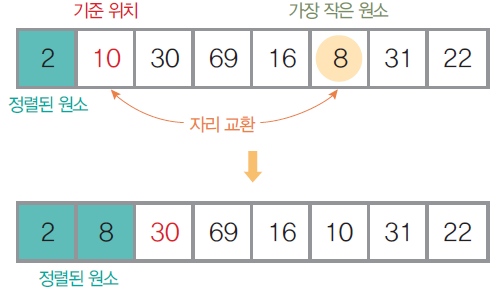 기준 위치 가장 작은 원소
2 10 30 69 16 8 31 22
정렬된 원소
자리 교환
2 8 30 69 16 10 31 22
정렬된 원소